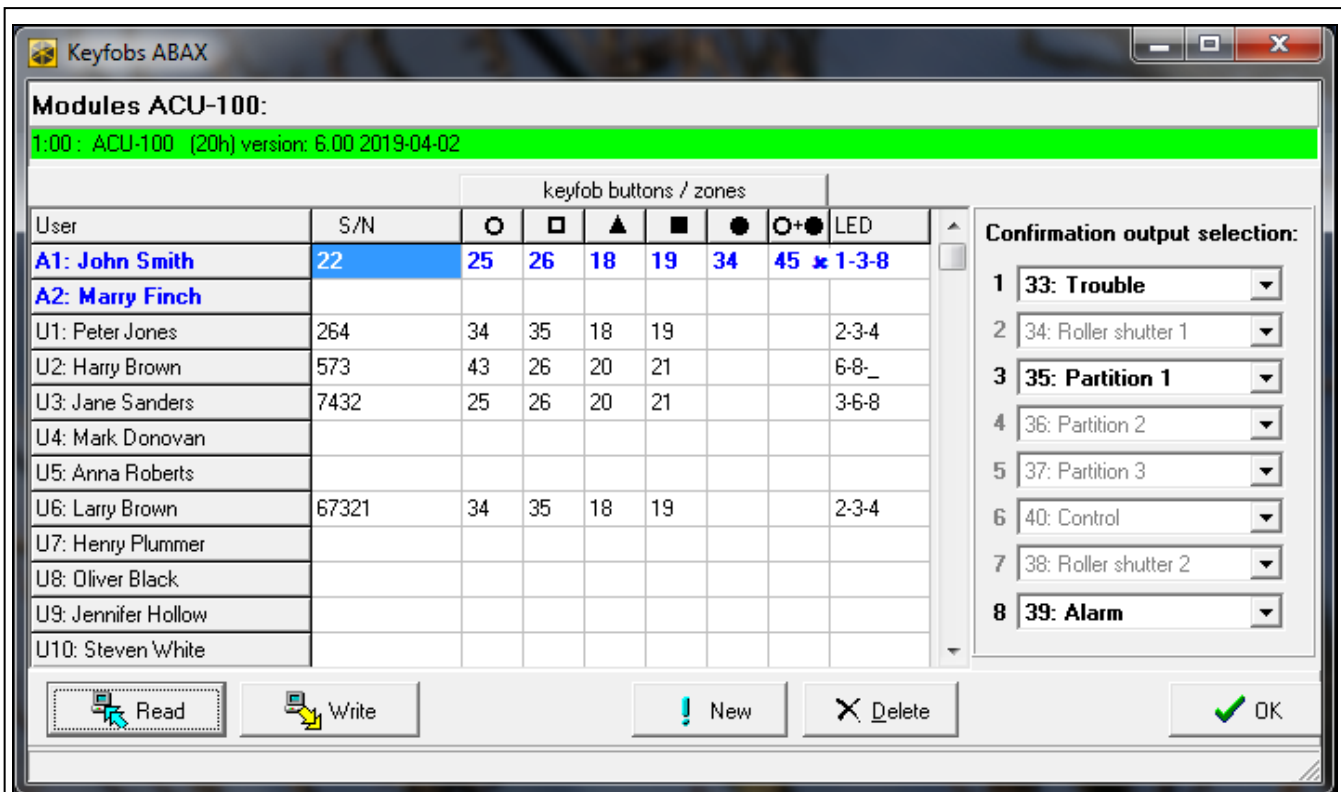 Keyfobs ABAX
Modules ACU-100:
1:00 : ACU-100 (20h) version: 6.00 2019-04-02
keyfob buttons / zones
User S/N ○ □ ▲ ■ ● ○+● LED
A1: John Smith 22 25 26 18 19 34 45 × 1-3-8
A2: Marry Finch
U1: Peter Jones 264 34 35 18 19 2-3-4
U2: Harry Brown 573 43 26 20 21 6-8-_
U3: Jane Sanders 7432 25 26 20 21 3-6-8
U4: Mark Donovan
U5: Anna Roberts
U6: Larry Brown 67321 34 35 18 19 2-3-4
U7: Henry Plummer
U8: Oliver Black
U9: Jennifer Hollow
U10: Steven White
Confirmation output selection:
1 33: Trouble
2 34: Roller shutter 1
3 35: Partition 1
4 36: Partition 2
5 37: Partition 3
6 40: Control
7 38: Roller shutter 2
8 39: Alarm
Read Write ! New Delete OK